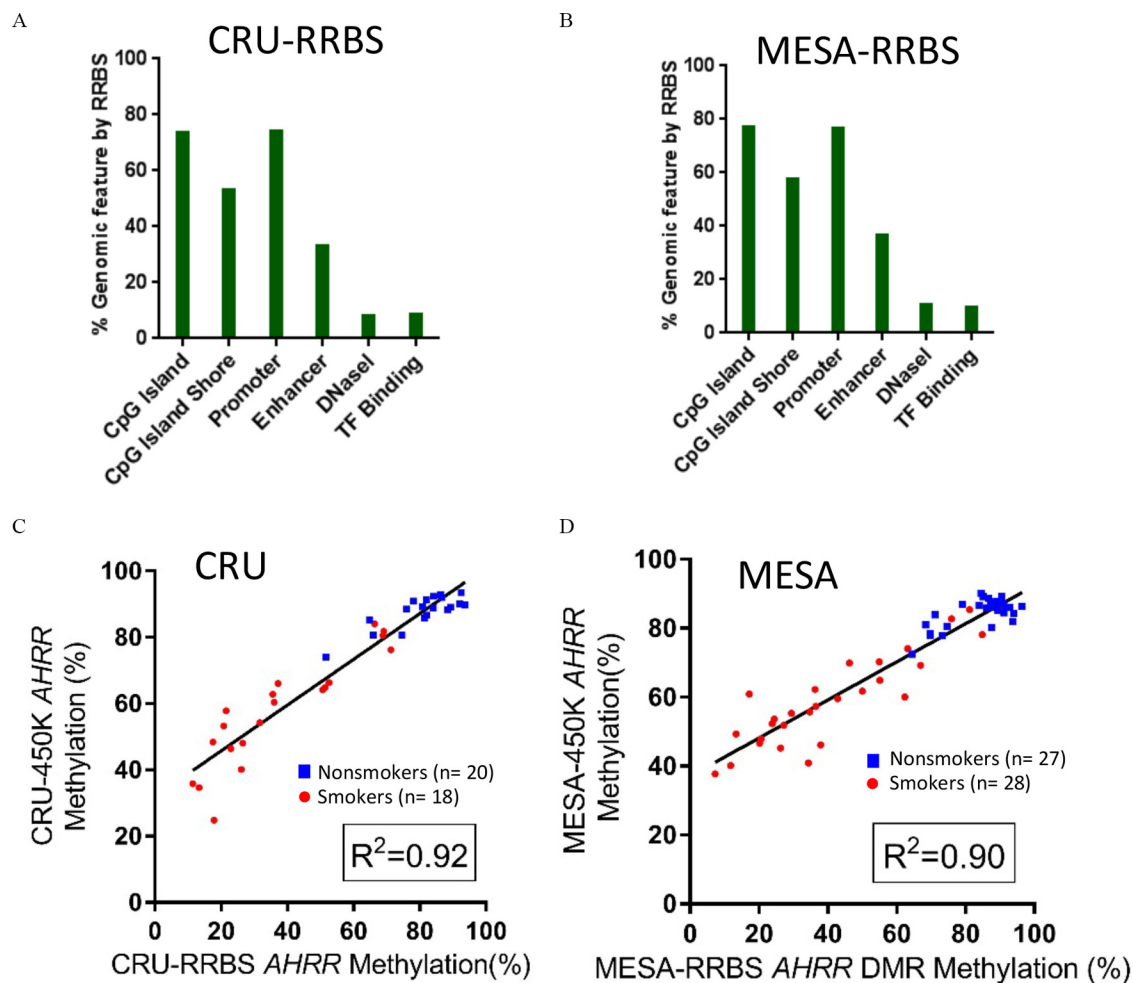 A
CRU-RRBS
% Genomic feature by RRBS
100
80
60
40
20
0
CpG Island
CpG Island Shore
Promoter
Enhancer
DNaseI
TF Binding
B
MESA-RRBS
% Genomic feature by RRBS
100
80
60
40
20
0
CpG Island
CpG Island Shore
Promoter
Enhancer
DNaseI
TF Binding
C
CRU
CRU-450K AHRR
Methylation (%)
100
80
60
40
20
0
Nonsmokers (n= 20)
Smokers (n= 18)
R²=0.92
0 20 40 60 80 100
CRU-RRBS AHRR Methylation(%)
D
MESA
MESA-450K AHRR
Methylation(%)
100
80
60
40
20
0
Nonsmokers (n= 27)
Smokers (n= 28)
R²=0.90
0 20 40 60 80 100
MESA-RRBS AHRR DMR Methylation (%)